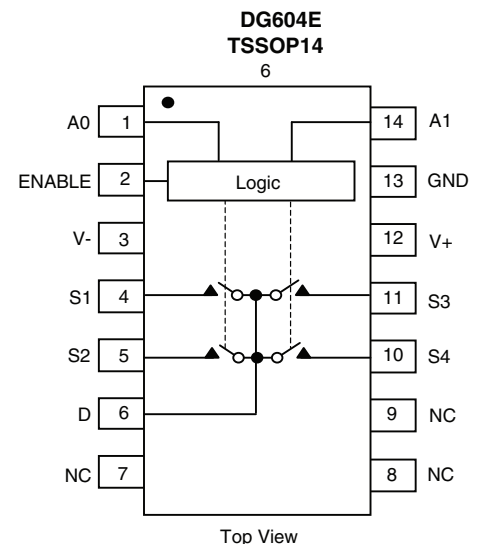 DG604E
TSSOP14
6
A0 1 14 A1
ENABLE 2 Logic 13 GND
V- 3 12 V+
S1 4 11 S3
S2 5 10 S4
D 6 9 NC
NC 7 8 NC
Top View